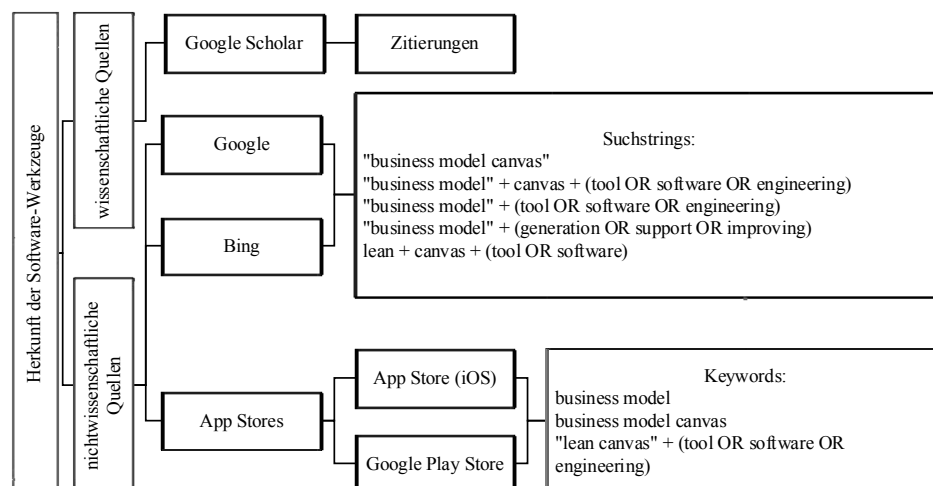 Herkunft der Software-Werkzeuge
wissenschaftliche Quellen
Google Scholar
Zitierungen
nichtwissenschaftliche
Quellen
Google
Bing
Suchstrings:
"business model canvas"
"business model" + canvas + (tool OR software OR engineering)
"business model" + (tool OR software OR engineering)
"business model" + (generation OR support OR improving)
lean + canvas + (tool OR software)
App Stores
App Store (iOS)
Google Play Store
Keywords:
business model
business model canvas
"lean canvas" + (tool OR software OR
engineering)